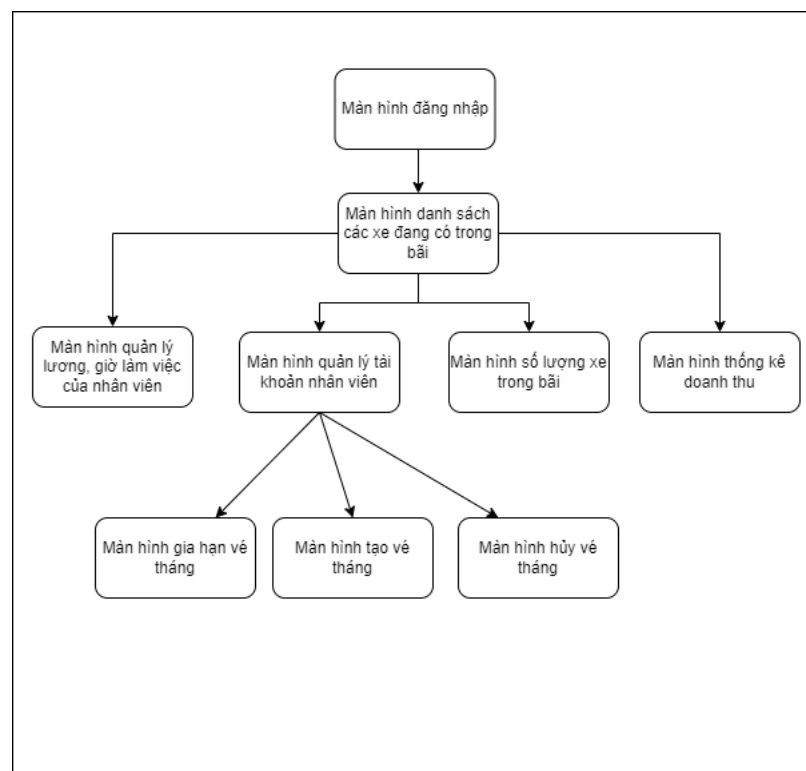 Màn hình đăng nhập
Màn hình danh sách
các xe đang có trong
bãi
Màn hình quản lý
lương, giờ làm việc
của nhân viên
Màn hình quản lý tài
khoản nhân viên
Màn hình số lượng xe
trong bãi
Màn hình thống kê
doanh thu
Màn hình gia hạn vé
tháng
Màn hình tạo vé
tháng
Màn hình hủy vé
tháng